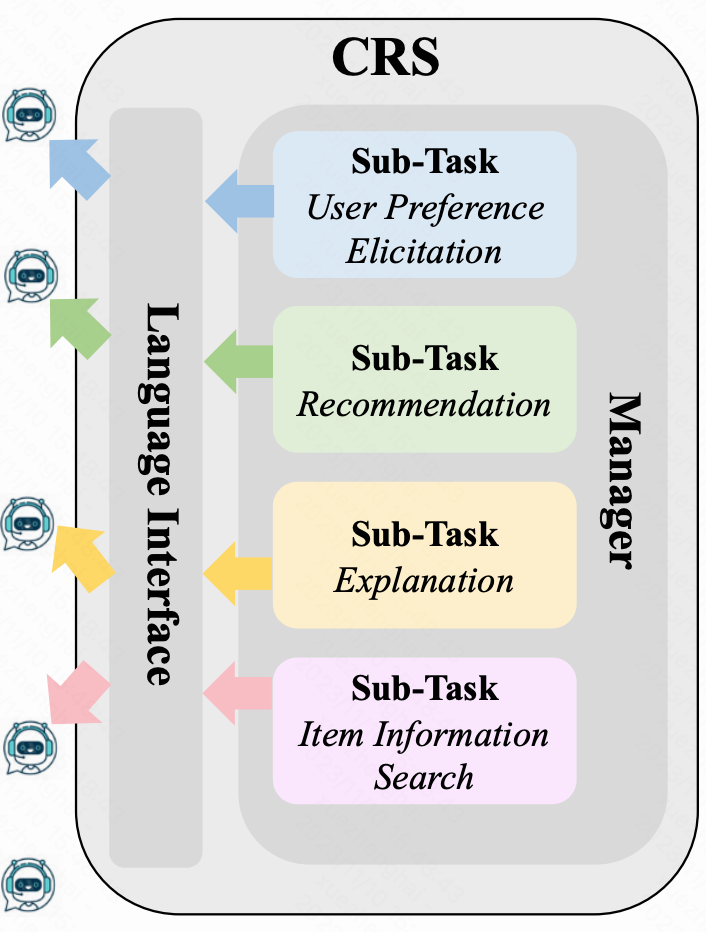 CRS
Sub-Task
User Preference
Elicitation
Sub-Task
Recommendation
Sub-Task
Explanation
Sub-Task
Item Information
Search
Language Interface
Manager